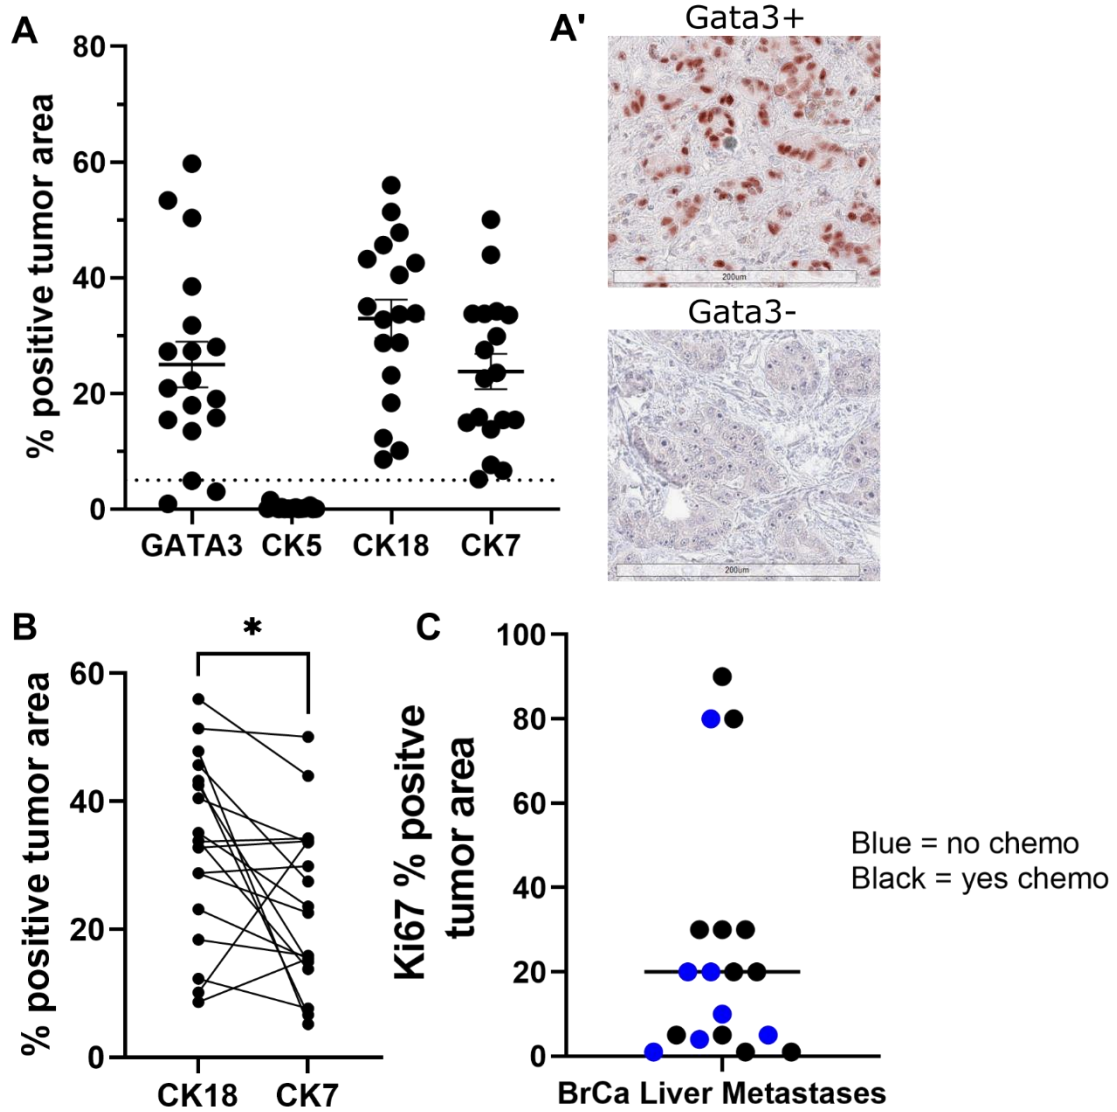 A
% positive tumor area
80
60
40
20
0
GATA3 CK5 CK18 CK7
A'
Gata3+
200um
Gata3-
200um
B
% positive tumor area
*
60
40
20
0
CK18 CK7
C
Ki67 % positve
tumor area
100
80
60
40
20
0
BrCa Liver Metastases
Blue = no chemo
Black = yes chemo